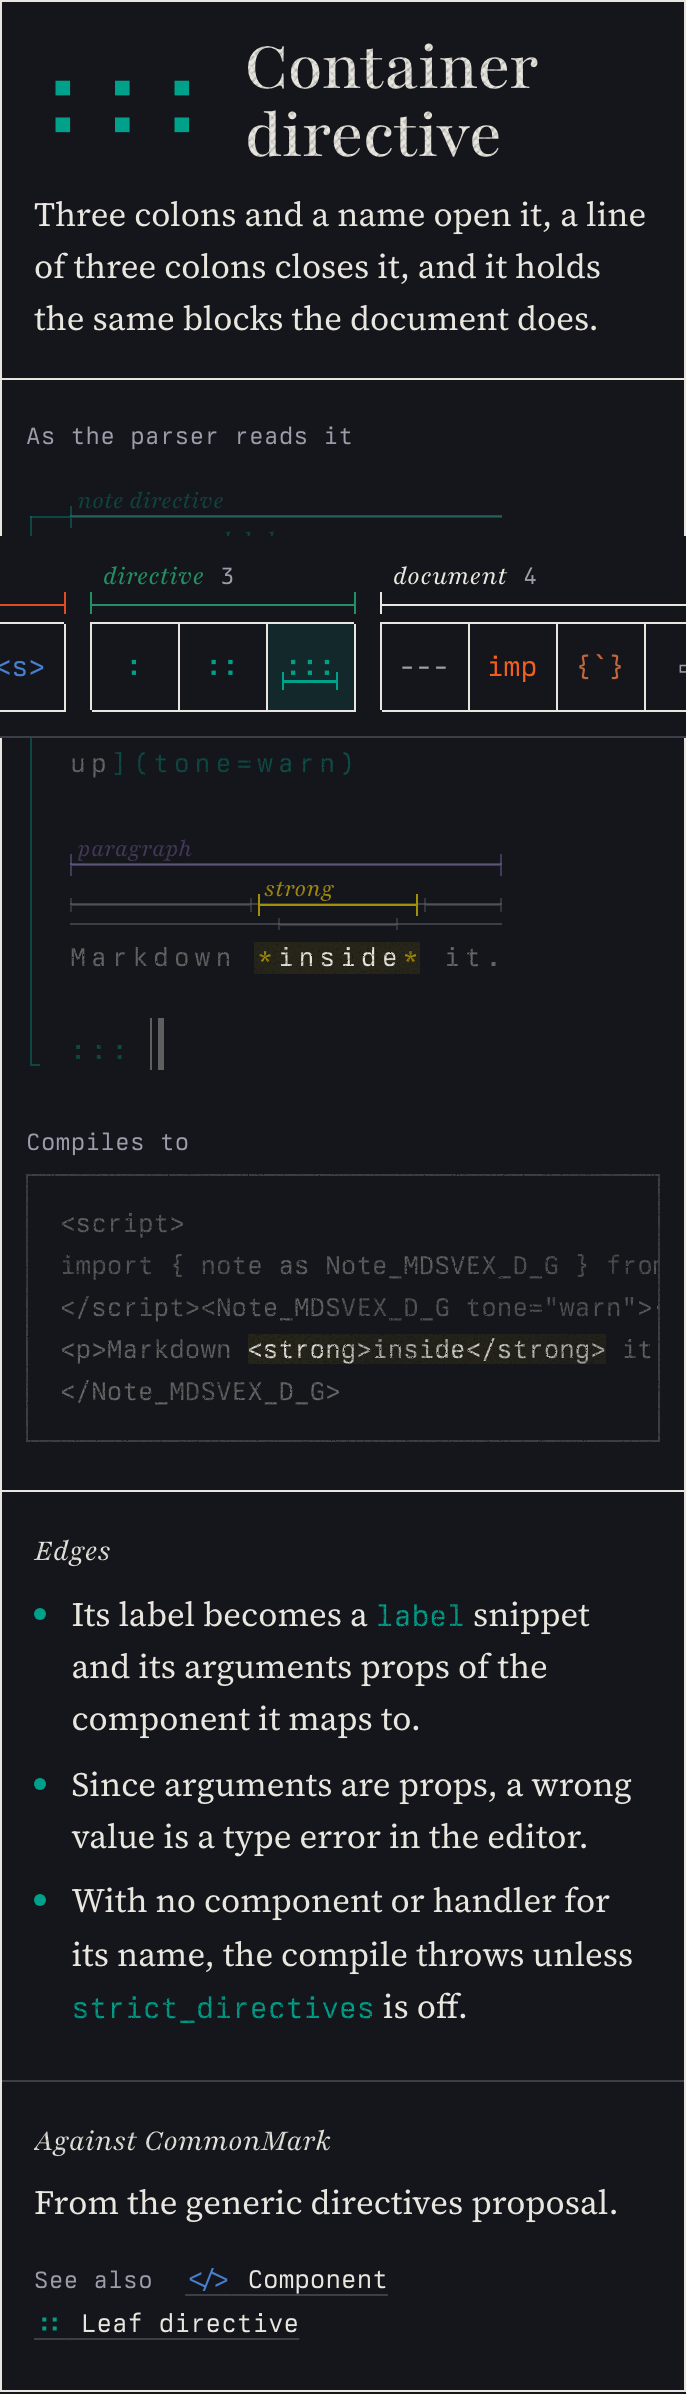 :::
Container
directive
Three colons and a name open it, a line
of three colons closes it, and it holds
the same blocks the document does.
As the parser reads it
note directive
directive 3
document 4
<s>
:
::
:::
---
imp
{`}
up](tone=warn)
paragraph
strong
Markdown *inside* it.
:::
Compiles to
<script>
import { note as Note_MDSVEX_D_G } from
</script><Note_MDSVEX_D_G tone="warn">
<p>Markdown <strong>inside</strong> it
</Note_MDSVEX_D_G>
Edges
Its label becomes a label snippet
and its arguments props of the
component it maps to.
Since arguments are props, a wrong
value is a type error in the editor.
With no component or handler for
its name, the compile throws unless
strict_directives is off.
Against CommonMark
From the generic directives proposal.
See also </> Component
:: Leaf directive